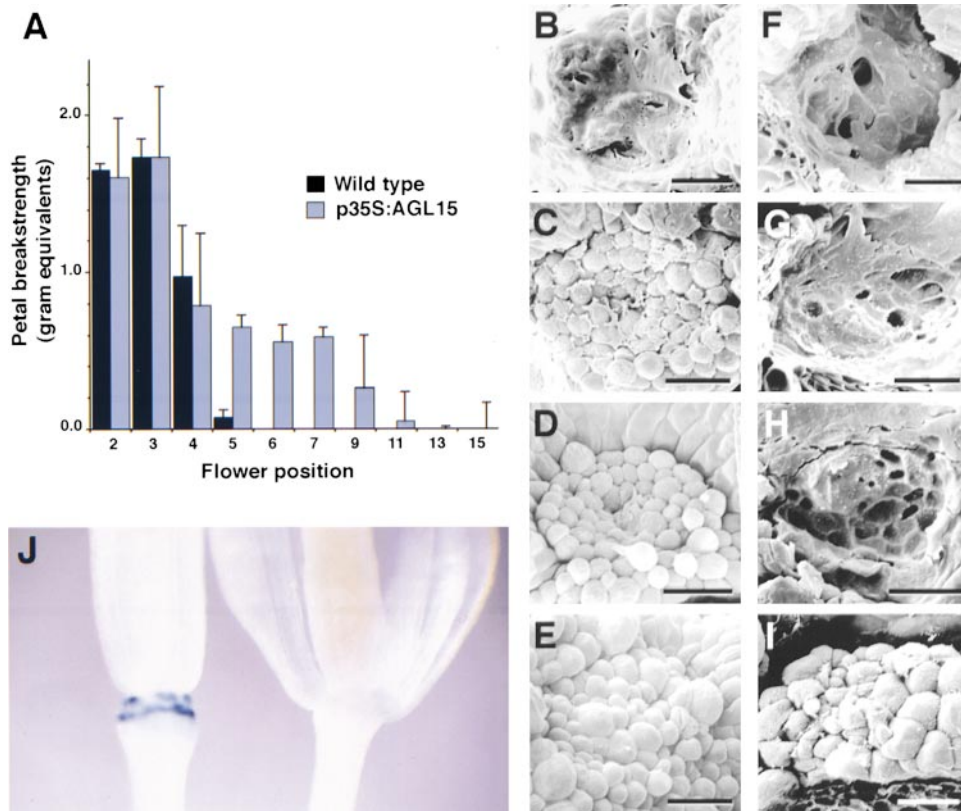 A
Petal breakstrength
(gram equivalents)
2.0
1.0
0.0
Wild type
p35S:AGL15
2 3 4 5 6 7 9 11 13 15
Flower position
B
F
C
G
D
H
E
I
J